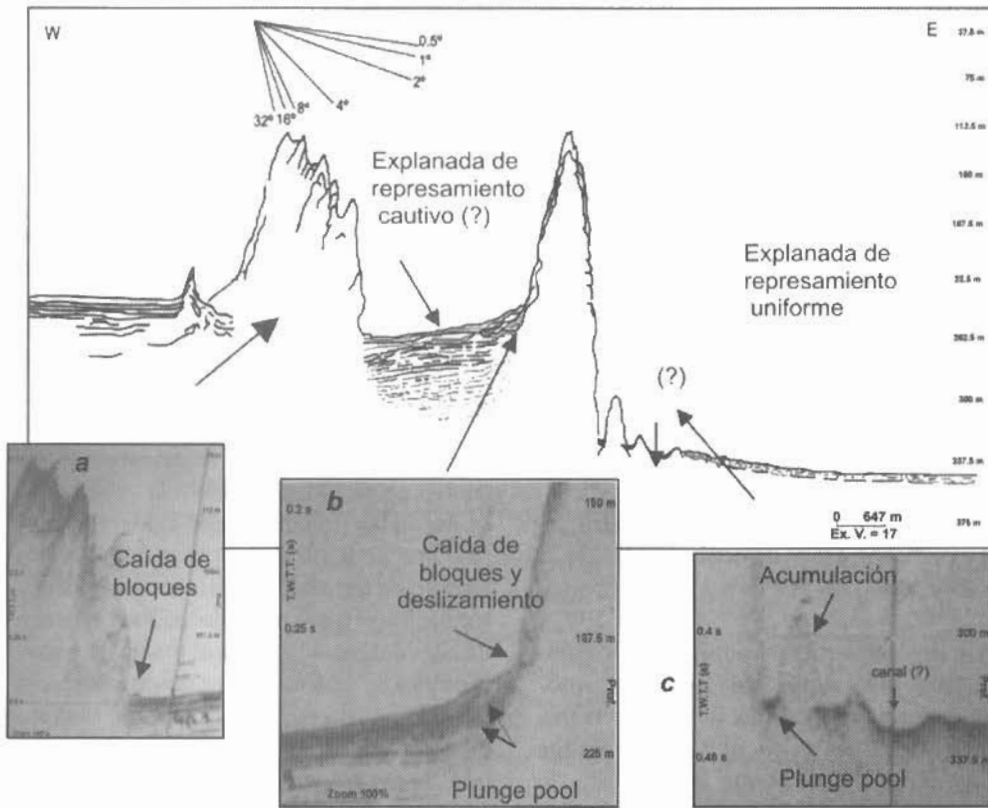 W
E
0.5°
1°
2°
4°
8°
16°
32°
37.5 m
75 m
112.5 m
187.5 m
262.5 m
300 m
337.5 m
375 m
Explanada de
represamiento
cautivo (?)
Explanada de
represamiento
uniforme
(?)
0 647 m
Ex. V. = 17
a
Caída de
bloques
b
0.2 s
T.W.T.T. (s)
0.25 s
150 m
187.5 m
Prof.
225 m
Caída de
bloques y
deslizamiento
Zoom 100%
Plunge pool
c
Acumulación
0.4 s
T.W.T.T (s)
0.45 s
300 m
Prof.
337.5 m
canal (?)
Plunge pool